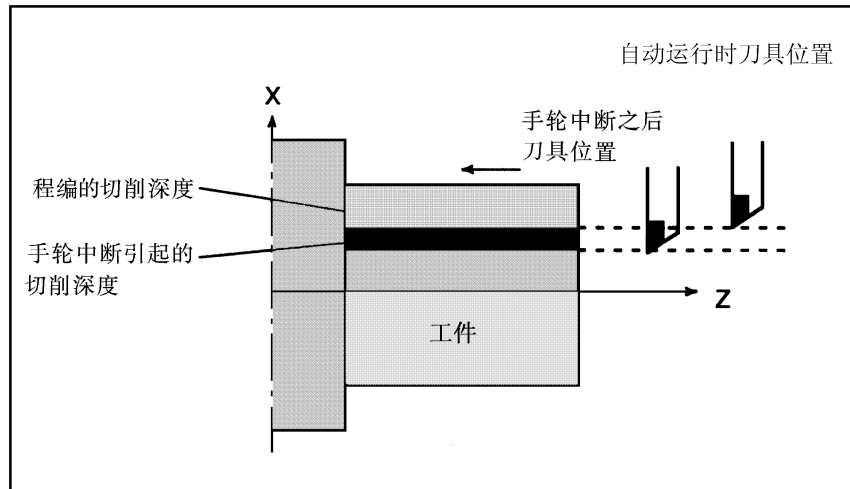 自动运行时刀具位置
X
手轮中断之后
刀具位置
程编的切削深度
手轮中断引起的
切削深度
Z
工件